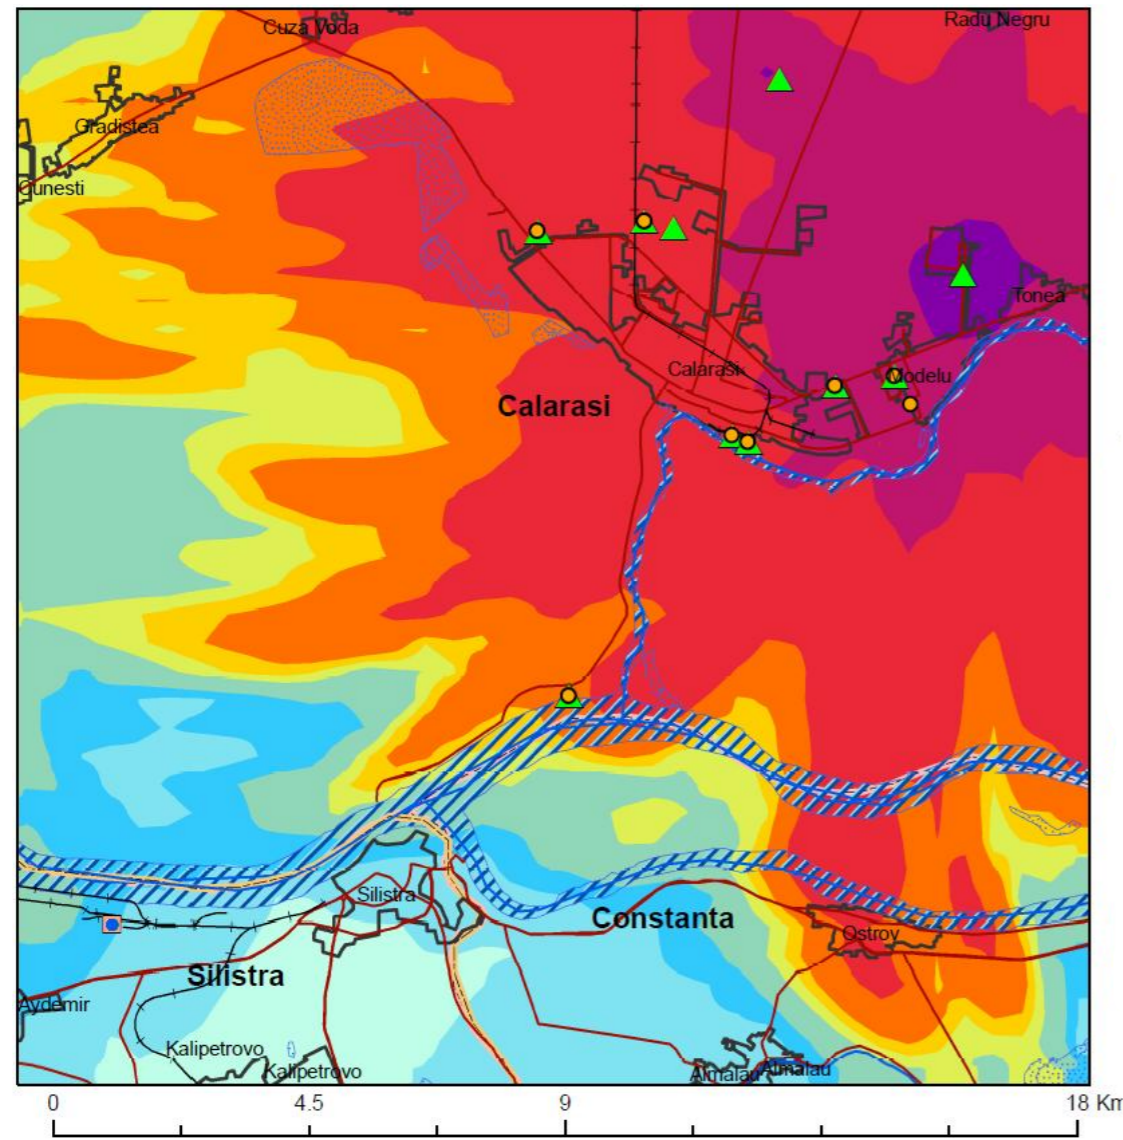 Cuza Voda
Radu Negru
Gradistea
Cunesti
Tonea
Calarasi
Modelu
Calarasi
Silistra
Constanta
Ostrov
Silistra
Aydemir
Kalipetrovo
Kalipetrovo
Almalau
Almalau
0 4.5 9 18 Km